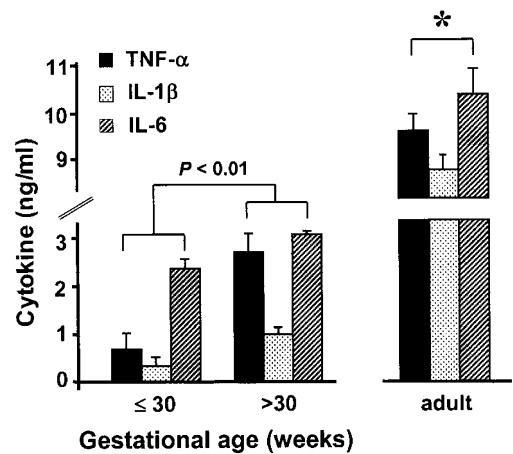 *
11
TNF-α
IL-1β
10
IL-6
9
P < 0.01
Cytokine (ng/ml)
3
2
1
0
≤ 30 >30 adult
Gestational age (weeks)